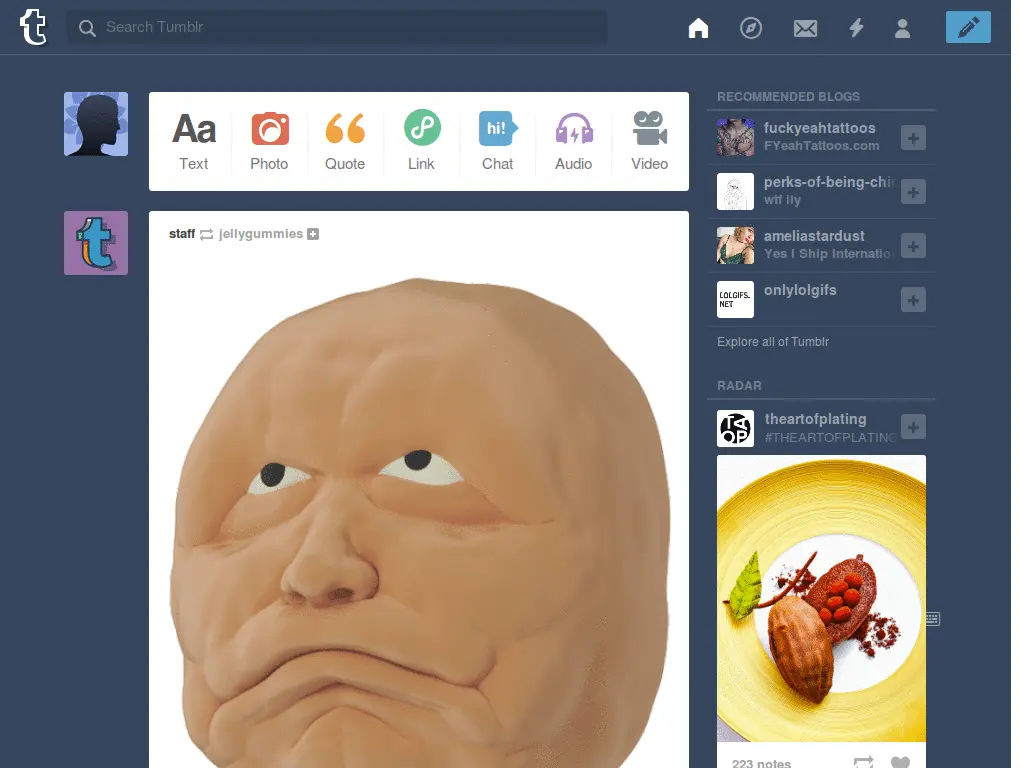 Search Tumblr
Aa
hi!
Text
Photo
Quote
Link
Chat
Audio
Video
staff jellygummies
RECOMMENDED BLOGS
fuckyeahtattoos
FYeahTattoos.com
perks-of-being-chi
wtf lly
ameliastardust
Yes I Ship Internatio
LOLGIFS.
NET
onlylolgifs
Explore all of Tumblr
RADAR
TAOP
theartofplating
#THEARTOFPLATING
223 notes